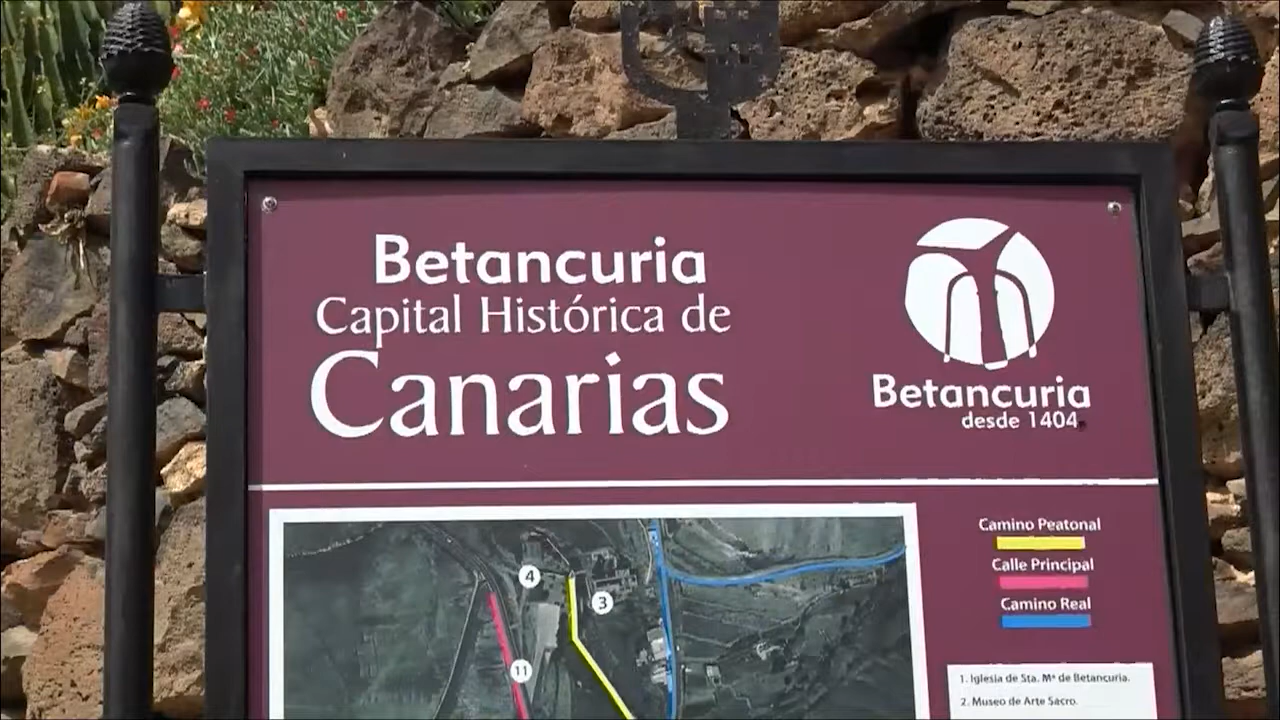 Betancuria
Capital Histórica de
Canarias
Betancuria
desde 1404
Camino Peatonal
Calle Principal
Camino Real
4
3
11
1. Iglesia de Sta. Mª de Betancuria.
2. Museo de Arte Sacro.